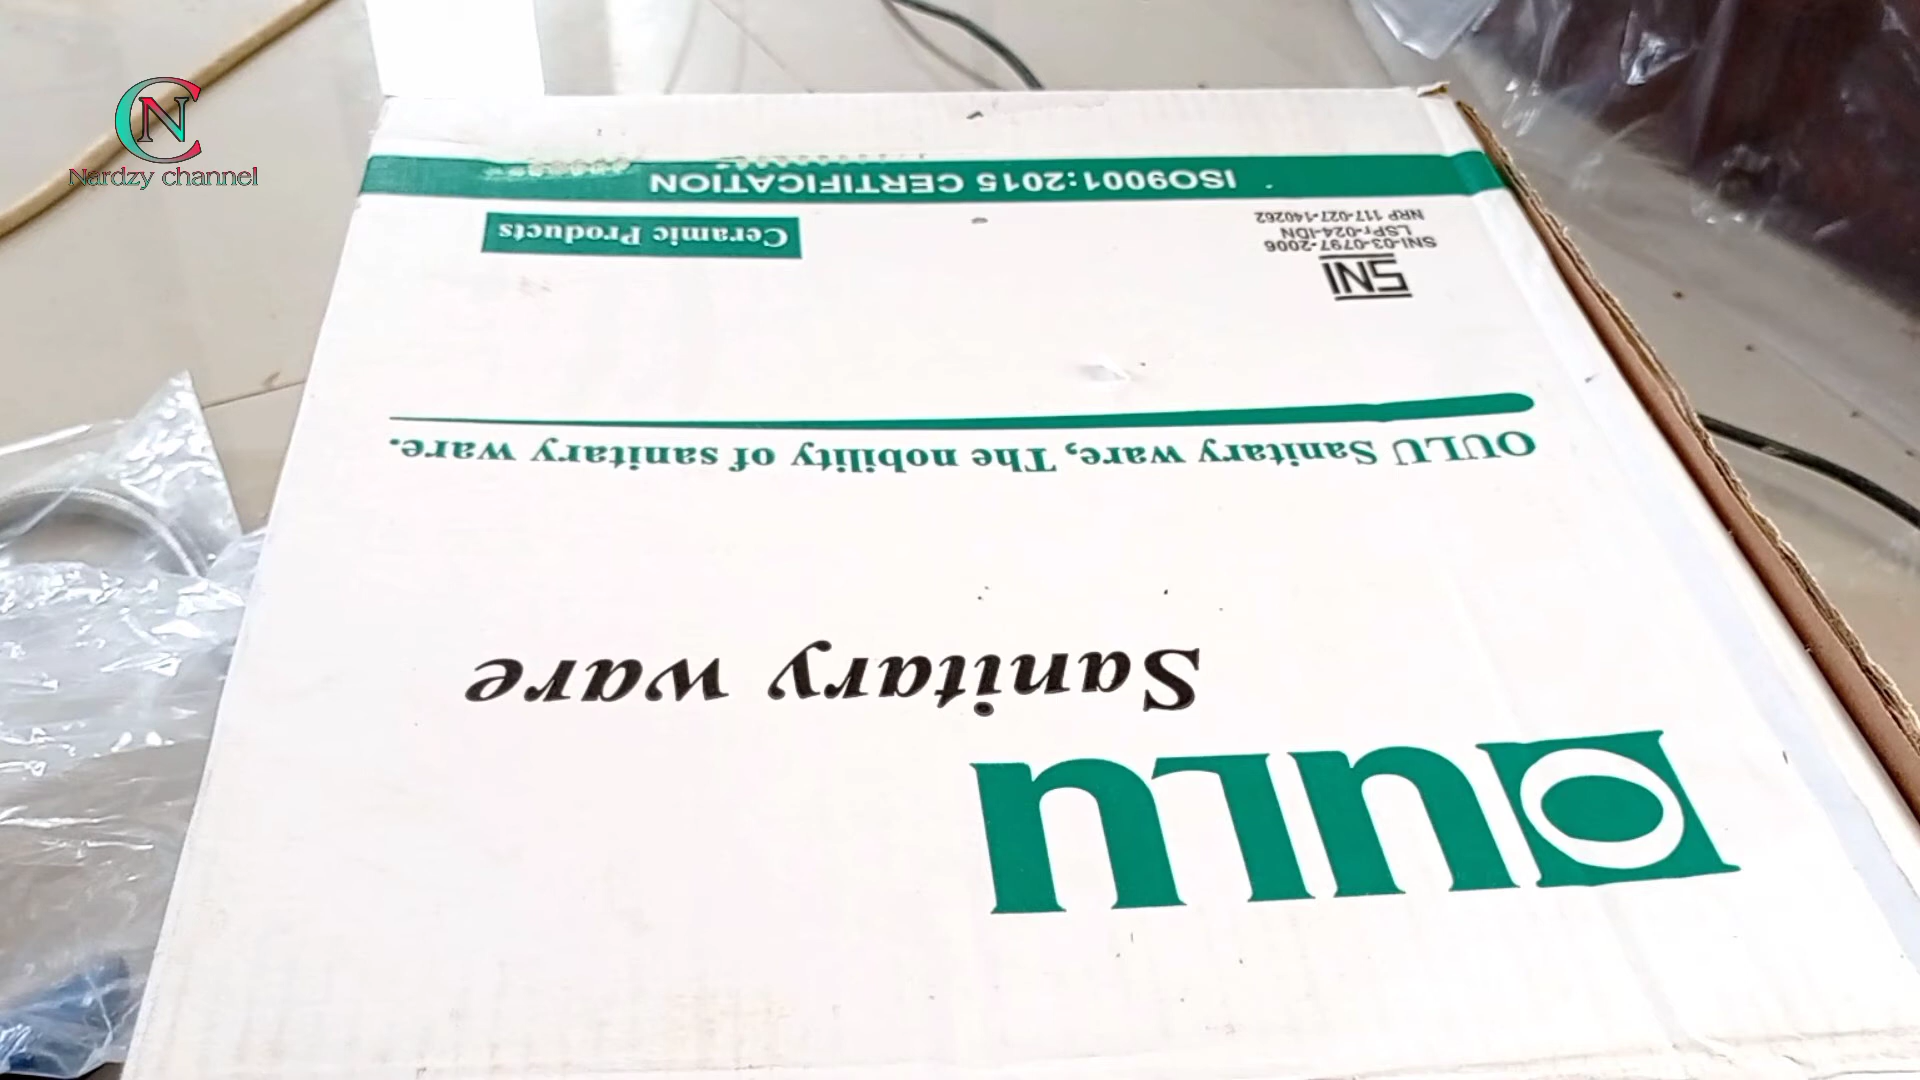 CN
Nardzy channel
OULU
Sanitary ware
OULU Sanitary ware, The nobility of sanitary ware.
SNI
SNI-03-0797-2006
LSPr-024-IDN
NRP 117-027-140262
Ceramic Products
ISO9001:2015 CERTIFICATION